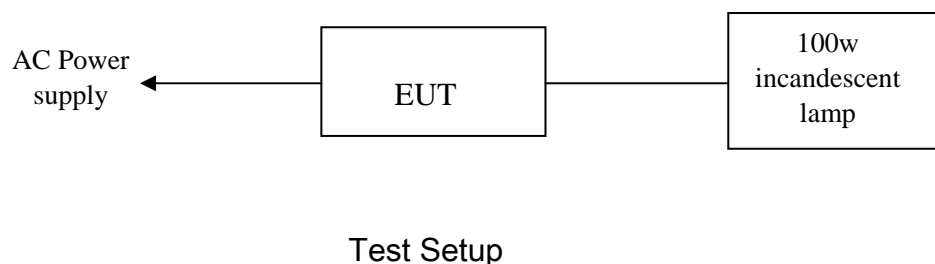 AC Power
supply
EUT
100w
incandescent
lamp
Test Setup